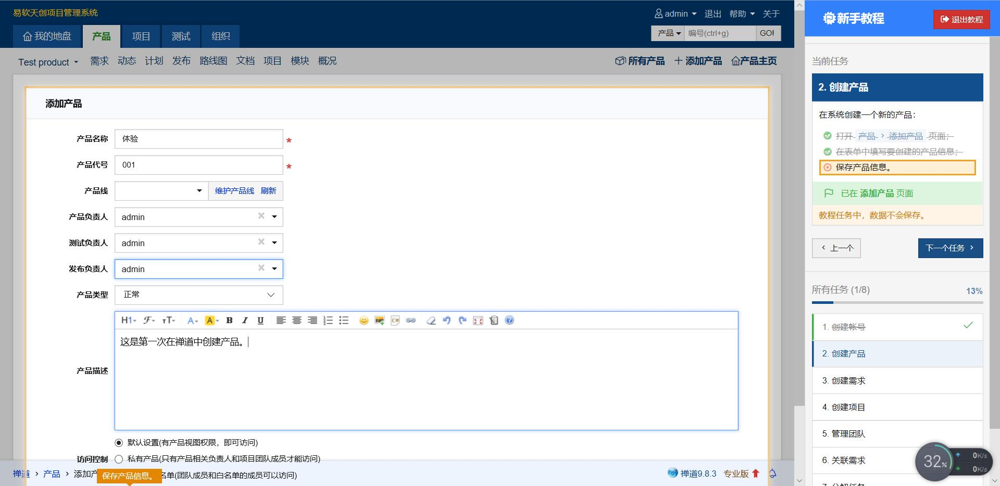 易软天创项目管理系统
admin 退出 帮助 关于
我的地盘 产品 项目 测试 组织
产品 编号(ctrl+g) GO!
Test product 需求 动态 计划 发布 路线图 文档 项目 模块 概况
所有产品 添加产品 产品主页
添加产品
产品名称 体验 *
产品代号 001 *
产品线 维护产品线 刷新
产品负责人 admin
测试负责人 admin
发布负责人 admin
产品类型 正常
H1 F TT A A B I U
这是第一次在禅道中创建产品。
产品描述
默认设置(有产品视图权限，即可访问)
访问控制 私有产品(只有产品相关负责人和项目团队成员才能访问)
名单(团队成员和白名单的成员可以访问)
禅道 产品 添加产
保存产品信息。
禅道9.8.3 专业版
新手教程 退出教程
当前任务
2. 创建产品
在系统创建一个新的产品：
打开 产品 > 添加产品 页面；
在表单中填写要创建的产品信息；
保存产品信息。
已在 添加产品 页面
教程任务中，数据不会保存。
上一个 下一个任务
所有任务 (1/8) 13%
1. 创建帐号
2. 创建产品
3. 创建需求
4. 创建项目
5. 管理团队
6. 关联需求
32% 0K/s
0K/s